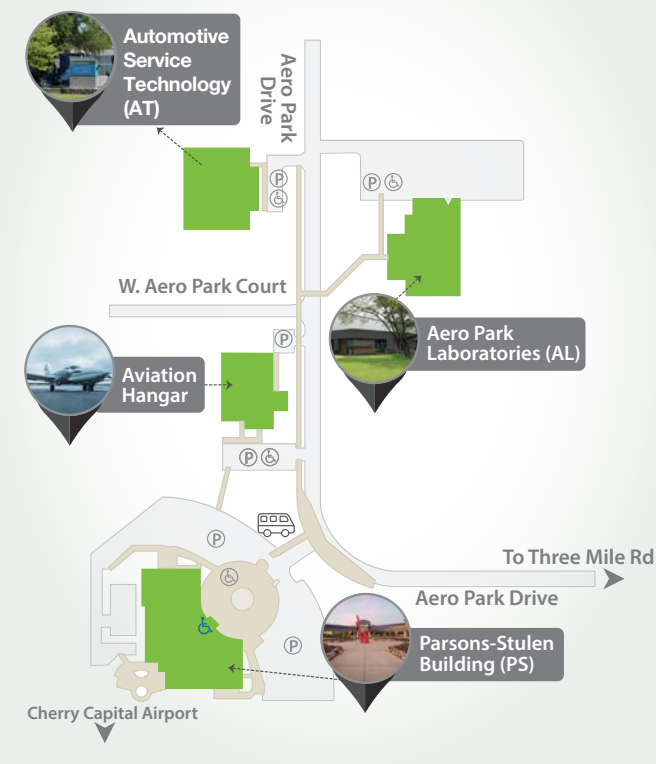 Automotive
Service
Technology
(AT)
Aero Park
Drive
P
P
W. Aero Park Court
P
Aero Park
Laboratories (AL)
Aviation
Hangar
P
P
To Three Mile Rd
Aero Park Drive
P
Parsons-Stulen
Building (PS)
Cherry Capital Airport